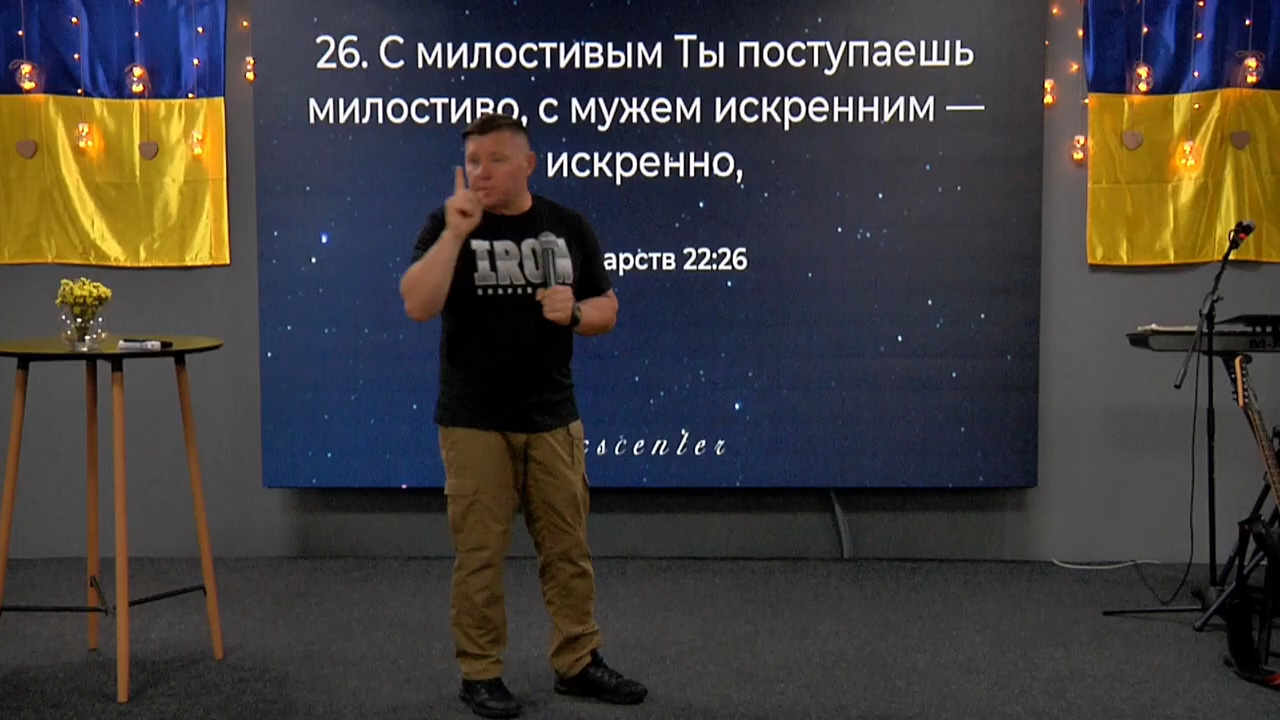 26. С милостивым Ты поступаешь
милостиво, с мужем искренним —
искренно,
арств 22:26
IRON
scenter